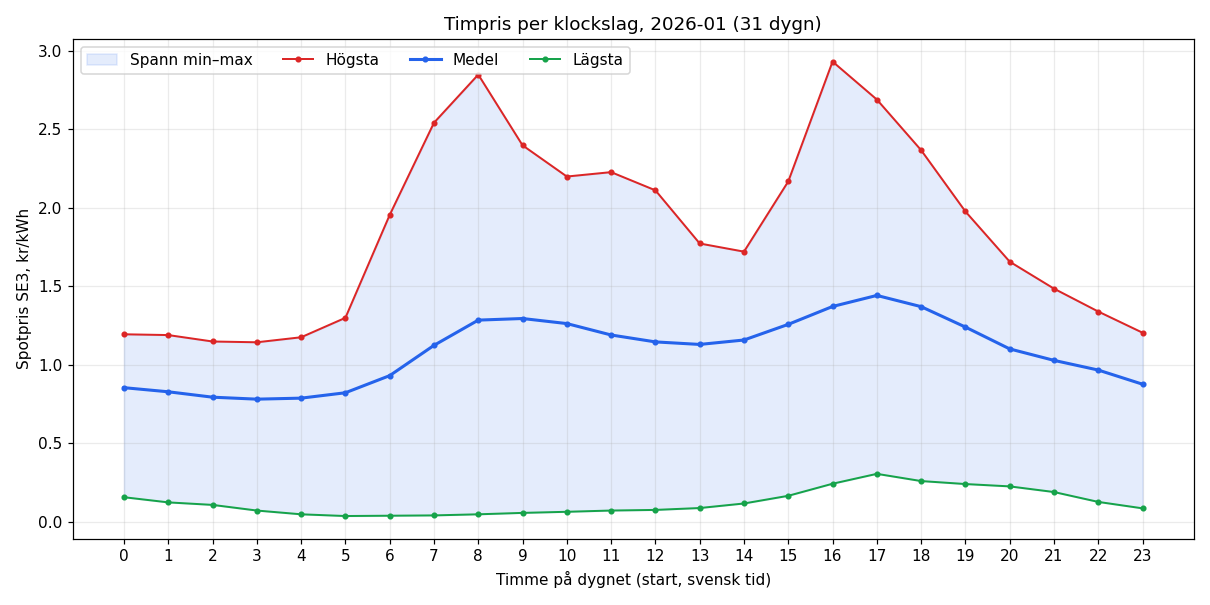 Timpris per klockslag, 2026-01 (31 dygn)
Spann min–max Högsta Medel Lägsta
Spotpris SE3, kr/kWh
3.0
2.5
2.0
1.5
1.0
0.5
0.0
0 1 2 3 4 5 6 7 8 9 10 11 12 13 14 15 16 17 18 19 20 21 22 23
Timme på dygnet (start, svensk tid)